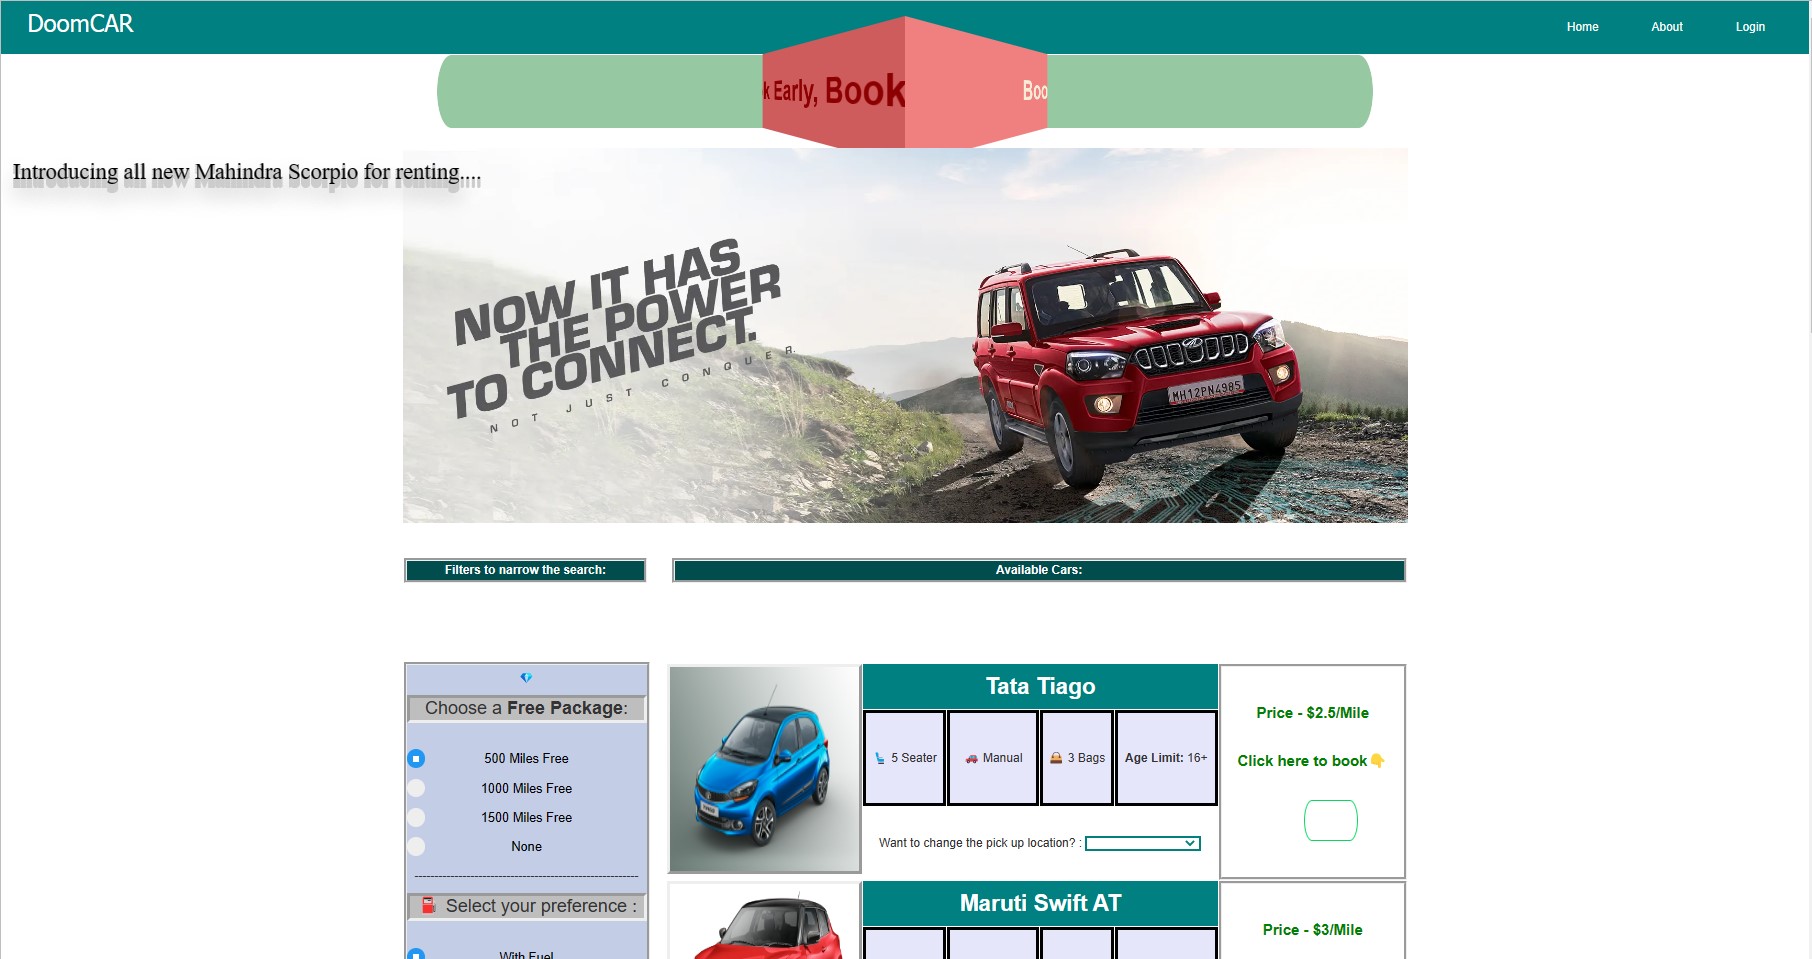 DoomCAR
Home
About
Login
k Early, Book
Boo
Introducing all new Mahindra Scorpio for renting....
NOW IT HAS
THE POWER
TO CONNECT.
NOT JUST CONQUER.
MH12PN4985
Filters to narrow the search:
Available Cars:
Choose a Free Package:
500 Miles Free
1000 Miles Free
1500 Miles Free
None
--------------------------------------------------------
Select your preference :
With Fuel
Tata Tiago
5 Seater
Manual
3 Bags
Age Limit: 16+
Want to change the pick up location? :
Price - $2.5/Mile
Click here to book👇
Maruti Swift AT
Price - $3/Mile